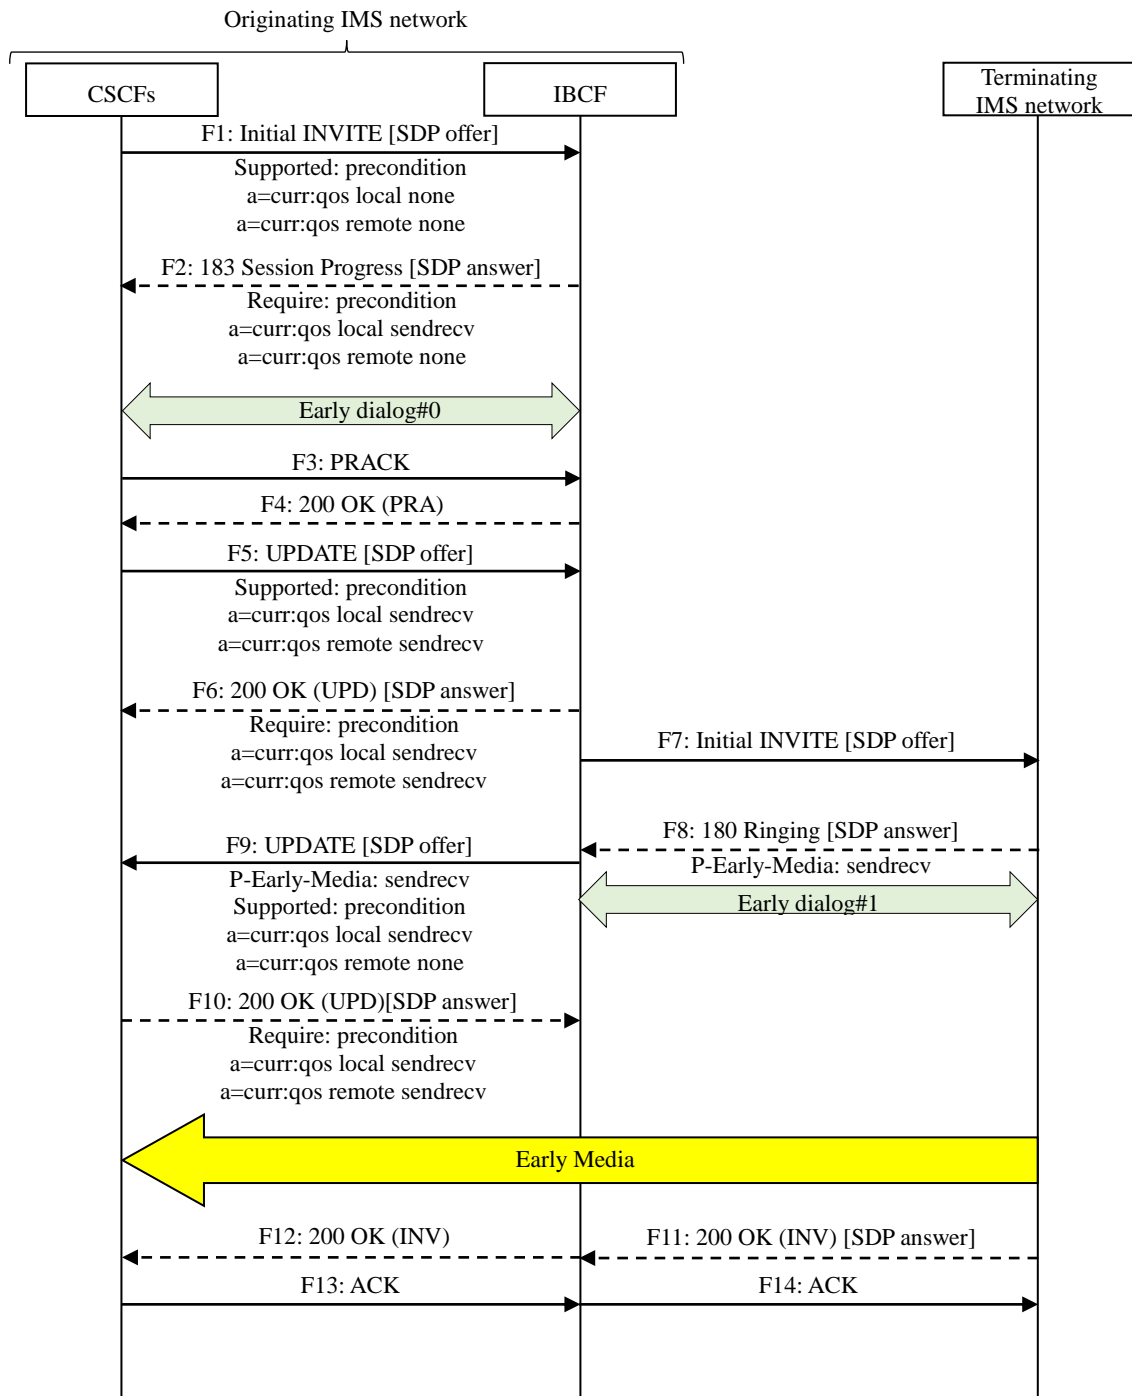 Originating IMS network
CSCFs
IBCF
Terminating
IMS network
F1: Initial INVITE [SDP offer]
Supported: precondition
a=curr:qos local none
a=curr:qos remote none
F2: 183 Session Progress [SDP answer]
Require: precondition
a=curr:qos local sendrecv
a=curr:qos remote none
Early dialog#0
F3: PRACK
F4: 200 OK (PRA)
F5: UPDATE [SDP offer]
Supported: precondition
a=curr:qos local sendrecv
a=curr:qos remote sendrecv
F6: 200 OK (UPD) [SDP answer]
Require: precondition
a=curr:qos local sendrecv
a=curr:qos remote sendrecv
F7: Initial INVITE [SDP offer]
F8: 180 Ringing [SDP answer]
P-Early-Media: sendrecv
Early dialog#1
F9: UPDATE [SDP offer]
P-Early-Media: sendrecv
Supported: precondition
a=curr:qos local sendrecv
a=curr:qos remote none
F10: 200 OK (UPD)[SDP answer]
Require: precondition
a=curr:qos local sendrecv
a=curr:qos remote sendrecv
Early Media
F12: 200 OK (INV)
F11: 200 OK (INV) [SDP answer]
F13: ACK
F14: ACK